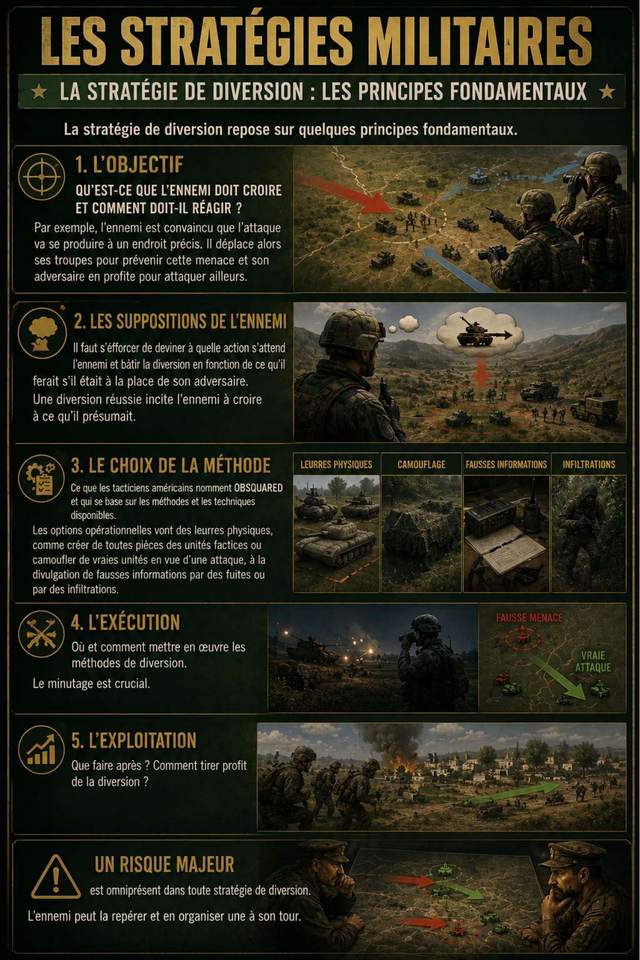 LES STRATÉGIES MILITAIRES
LA STRATÉGIE DE DIVERSION : LES PRINCIPES FONDAMENTAUX
La stratégie de diversion repose sur quelques principes fondamentaux.
1. L'OBJECTIF
QU'EST-CE QUE L'ENNEMI DOIT CROIRE
ET COMMENT DOIT-IL RÉAGIR ?
Par exemple, l'ennemi est convaincu que l'attaque
va se produire à un endroit précis. Il déplace alors
ses troupes pour prévenir cette menace et son
adversaire en profite pour attaquer ailleurs.
2. LES SUPPOSITIONS DE L'ENNEMI
Il faut s'éfforcer de deviner à quelle action s'attend
l'ennemi et bâtir la diversion en fonction de ce qu'il
ferait s'il était à la place de son adversaire.
Une diversion réussie incite l'ennemi à croire
à ce qu'il présumait.
3. LE CHOIX DE LA MÉTHODE
Ce que les tacticiens américains nomment OBSQUARED
et qui se base sur les méthodes et les techniques
disponibles.
Les options opérationnelles vont des leurres physiques,
comme créer de toutes piéces des unités factices ou
camoufler de vraies unités en vue d'une attaque, à la
divulgation de fausses informations par des fuites ou
par des infiltrations.
LEURRES PHYSIQUES
CAMOUFLAGE
FAUSSES INFORMATIONS
INFILTRATIONS
4. L'EXÉCUTION
Où et comment mettre en œuvre les
méthodes de diversion.
Le minutage est crucial.
FAUSSE MENACE
VRAIE
ATTAQUE
5. L'EXPLOITATION
Que faire après ? Comment tirer profit
de la diversion ?
UN RISQUE MAJEUR
est omniprésent dans toute stratégie de diversion.
L'ennemi peut la repérer et en organiser une à son tour.